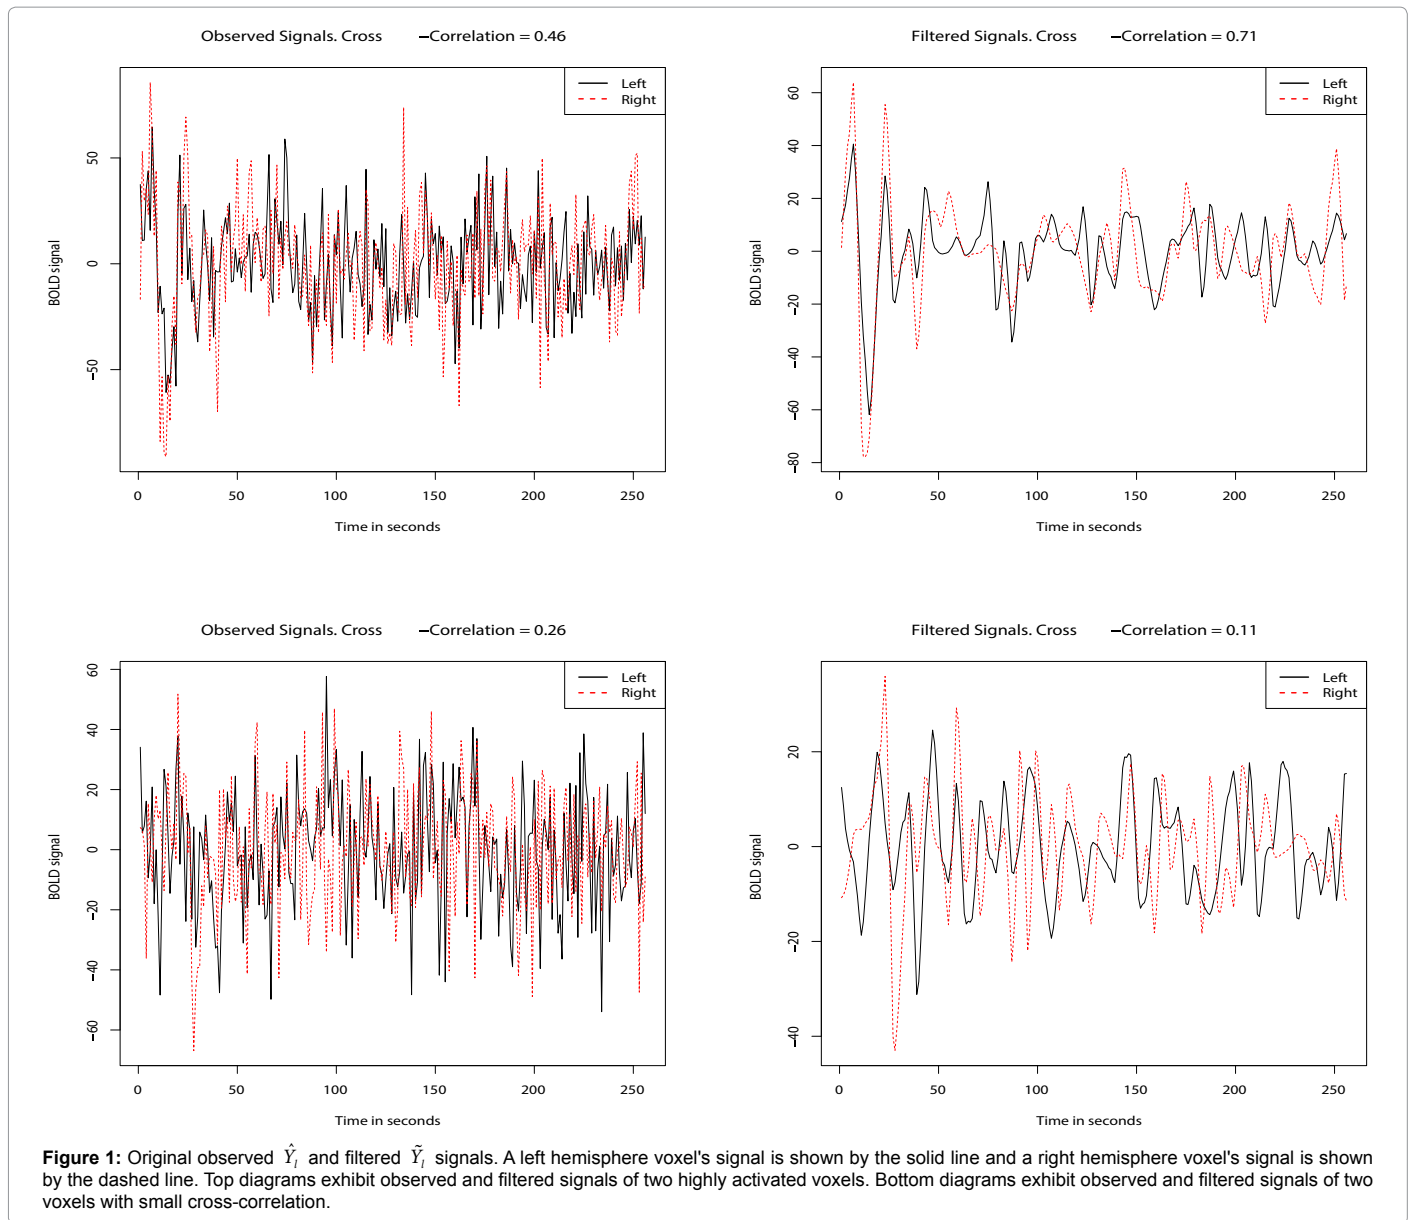 Observed Signals. Cross −Correlation = 0.46
Left
Right
50
0
−50
BOLD signal
0 50 100 150 200 250
Time in seconds
Filtered Signals. Cross −Correlation = 0.71
Left
Right
60
40
20
0
−20
−40
−60
−80
BOLD signal
0 50 100 150 200 250
Time in seconds
Observed Signals. Cross −Correlation = 0.26
Left
Right
60
40
20
0
−20
−40
−60
BOLD signal
0 50 100 150 200 250
Time in seconds
Filtered Signals. Cross −Correlation = 0.11
Left
Right
20
0
−20
−40
BOLD signal
0 50 100 150 200 250
Time in seconds
Figure 1: Original observed Ŷ_l and filtered Ỹ_l signals. A left hemisphere voxel's signal is shown by the solid line and a right hemisphere voxel's signal is shown
by the dashed line. Top diagrams exhibit observed and filtered signals of two highly activated voxels. Bottom diagrams exhibit observed and filtered signals of two
voxels with small cross-correlation.